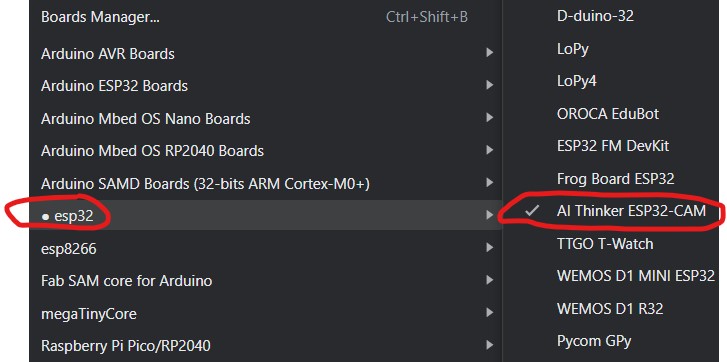 Boards Manager... Ctrl+Shift+B
Arduino AVR Boards
Arduino ESP32 Boards
Arduino Mbed OS Nano Boards
Arduino Mbed OS RP2040 Boards
Arduino SAMD Boards (32-bits ARM Cortex-M0+)
esp32
esp8266
Fab SAM core for Arduino
megaTinyCore
Raspberry Pi Pico/RP2040
D-duino-32
LoPy
LoPy4
OROCA EduBot
ESP32 FM DevKit
Frog Board ESP32
AI Thinker ESP32-CAM
TTGO T-Watch
WEMOS D1 MINI ESP32
WEMOS D1 R32
Pycom GPy